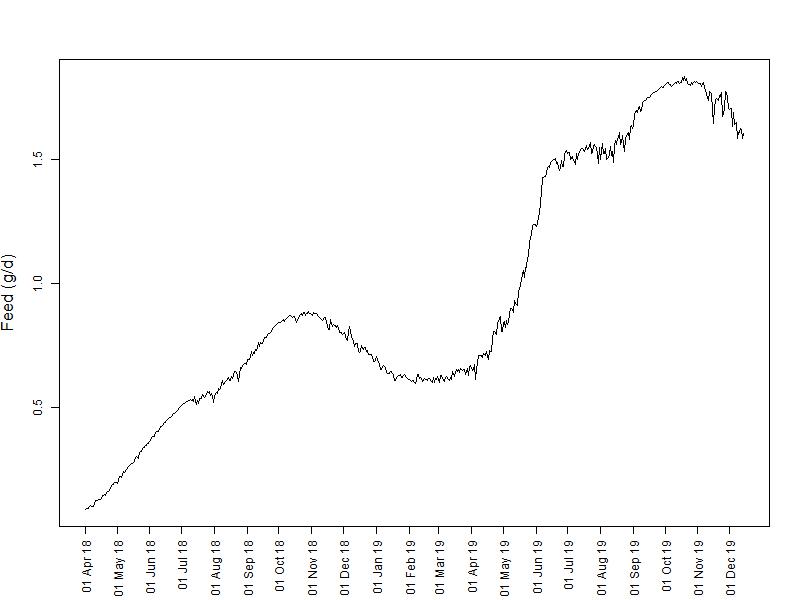 Feed (g/d)
1.5
1.0
0.5
01 Apr 18
01 May 18
01 Jun 18
01 Jul 18
01 Aug 18
01 Sep 18
01 Oct 18
01 Nov 18
01 Dec 18
01 Jan 19
01 Feb 19
01 Mar 19
01 Apr 19
01 May 19
01 Jun 19
01 Jul 19
01 Aug 19
01 Sep 19
01 Oct 19
01 Nov 19
01 Dec 19